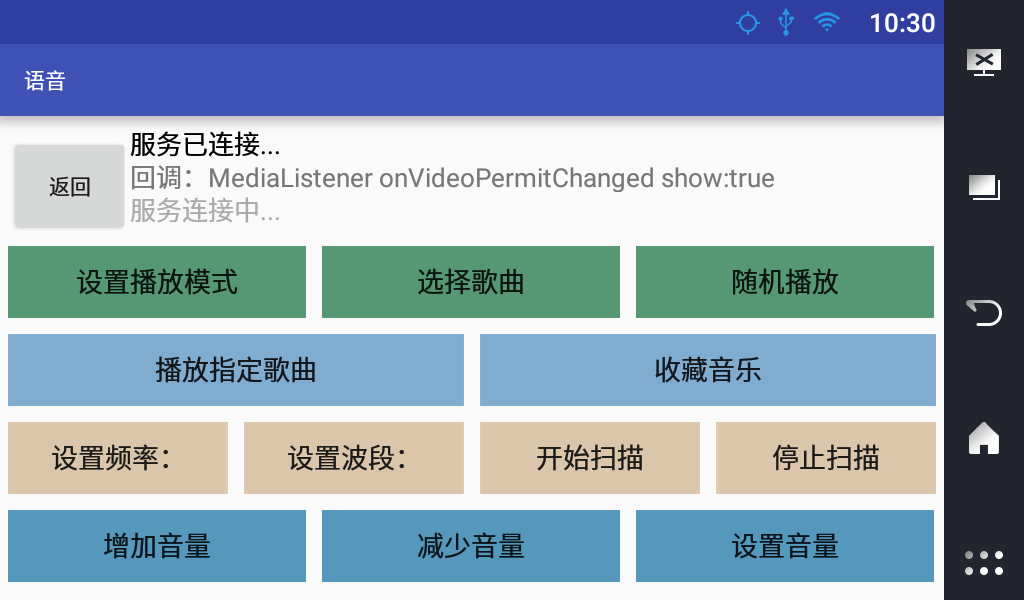 10:30
语音
返回
服务已连接...
回调：MediaListener onVideoPermitChanged show:true
服务连接中...
设置播放模式
选择歌曲
随机播放
播放指定歌曲
收藏音乐
设置频率：
设置波段：
开始扫描
停止扫描
增加音量
减少音量
设置音量